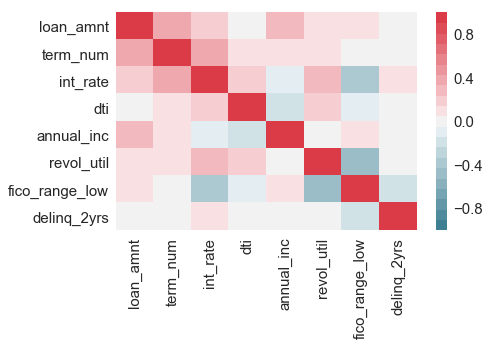 loan_amnt
term_num
int_rate
dti
annual_inc
revol_util
fico_range_low
delinq_2yrs
loan_amnt
term_num
int_rate
dti
annual_inc
revol_util
fico_range_low
delinq_2yrs
0.8
0.4
0.0
−0.4
−0.8